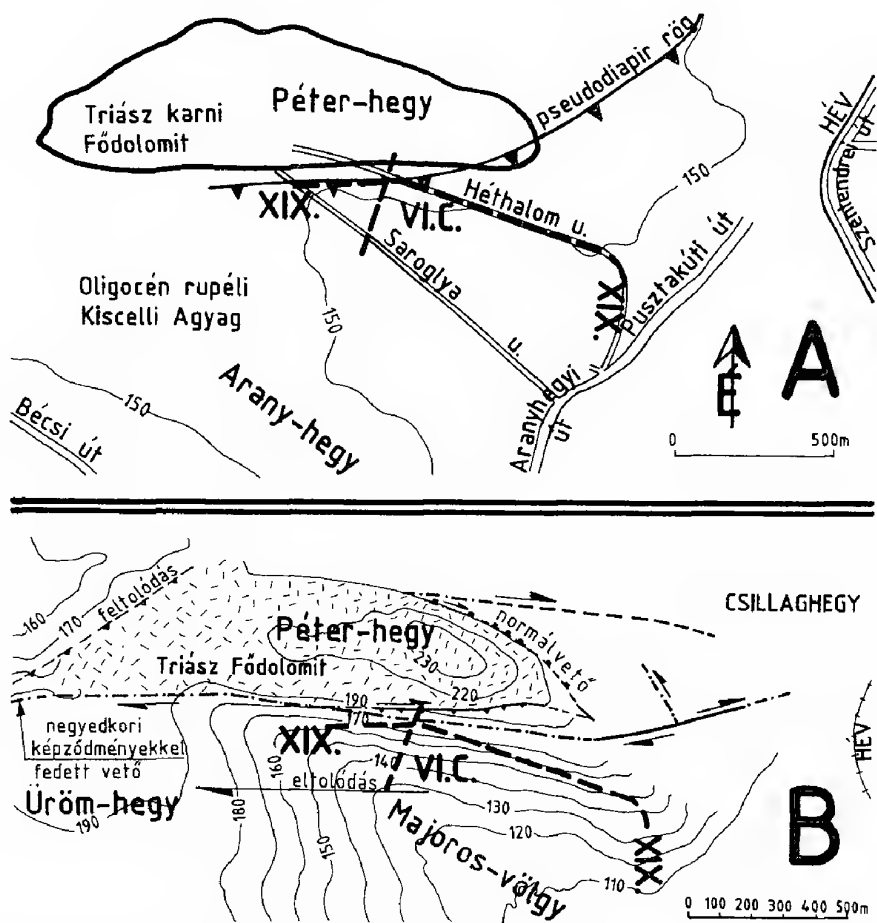 pseudodiapir rög
Péter-hegy
Triász karni
Fődolomit
HÉV
Szentendrei út
150
XIX.
VI.C.
Héthalom u.
Saroglya u.
Oligocén rupéli
Kiscelli Agyag
150
XIX.
Pusztakúti út
A
É
Arany-hegy
150
Bécsi út
Aranyhegyi út
0 500m
160
170
feltolódás
CSILLAGHEGY
normálvető
Péter-hegy
230
Triász Fődolomit
220
190
170
negyedkori
képződményekkel
fedett vető
XIX.
VI.C.
140
160
eltolódás
HÉV
Üröm-hegy
190
180
150
130
120
110
Majoros-völgy
XIX
B
0 100 200 300 400 500m